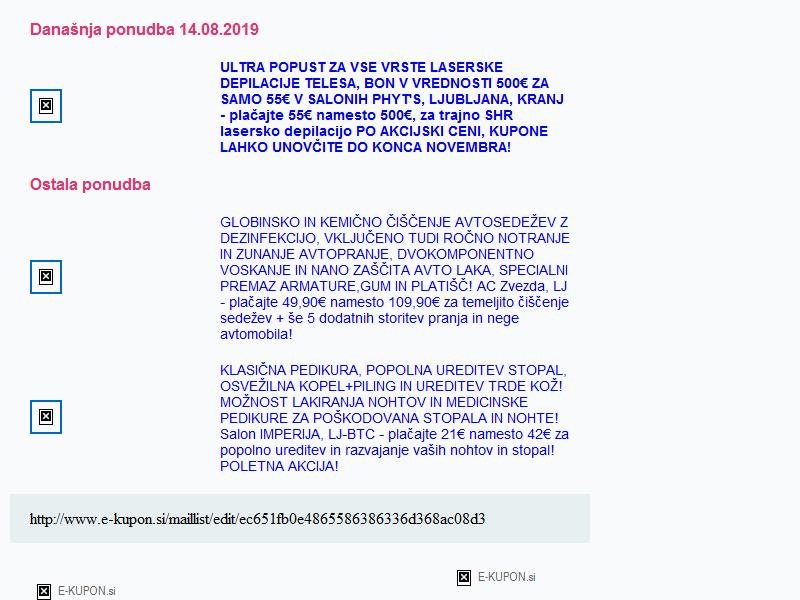 Današnja ponudba 14.08.2019
ULTRA POPUST ZA VSE VRSTE LASERSKE
DEPILACIJE TELESA, BON V VREDNOSTI 500€ ZA
SAMO 55€ V SALONIH PHYT'S, LJUBLJANA, KRANJ
- plačajte 55€ namesto 500€, za trajno SHR
lasersko depilacijo PO AKCIJSKI CENI, KUPONE
LAHKO UNOVČITE DO KONCA NOVEMBRA!
Ostala ponudba
GLOBINSKO IN KEMIČNO ČIŠČENJE AVTOSEDEŽEV Z
DEZINFEKCIJO, VKLJUČENO TUDI ROČNO NOTRANJE
IN ZUNANJE AVTOPRANJE, DVOKOMPONENTNO
VOSKANJE IN NANO ZAŠČITA AVTO LAKA, SPECIALNI
PREMAZ ARMATURE,GUM IN PLATIŠČ! AC Zvezda, LJ
- plačajte 49,90€ namesto 109,90€ za temeljito čiščenje
sedežev + še 5 dodatnih storitev pranja in nege
avtomobila!
KLASIČNA PEDIKURA, POPOLNA UREDITEV STOPAL,
OSVEŽILNA KOPEL+PILING IN UREDITEV TRDE KOŽ!
MOŽNOST LAKIRANJA NOHTOV IN MEDICINSKE
PEDIKURE ZA POŠKODOVANA STOPALA IN NOHTE!
Salon IMPERIJA, LJ-BTC - plačajte 21€ namesto 42€ za
popolno ureditev in razvajanje vaših nohtov in stopal!
POLETNA AKCIJA!
http://www.e-kupon.si/maillist/edit/ec651fb0e4865586386336d368ac08d3
E-KUPON.si
E-KUPON.si